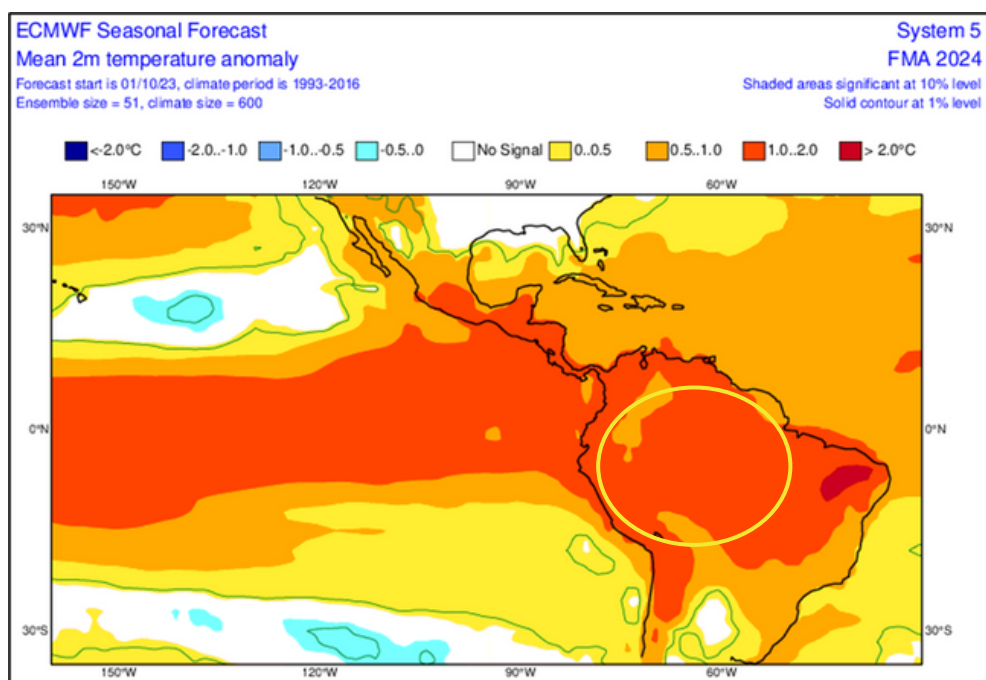 ECMWF Seasonal Forecast
System 5
Mean 2m temperature anomaly
FMA 2024
Forecast start is 01/10/23, climate period is 1993-2016
Shaded areas significant at 10% level
Ensemble size = 51, climate size = 600
Solid contour at 1% level
<-2.0°C -2.0..-1.0 -1.0..-0.5 -0.5..0 No Signal 0..0.5 0.5..1.0 1.0..2.0 > 2.0°C
150°W 120°W 90°W 60°W
30°N 30°N
0°N 0°N
30°S 30°S
150°W 120°W 90°W 60°W